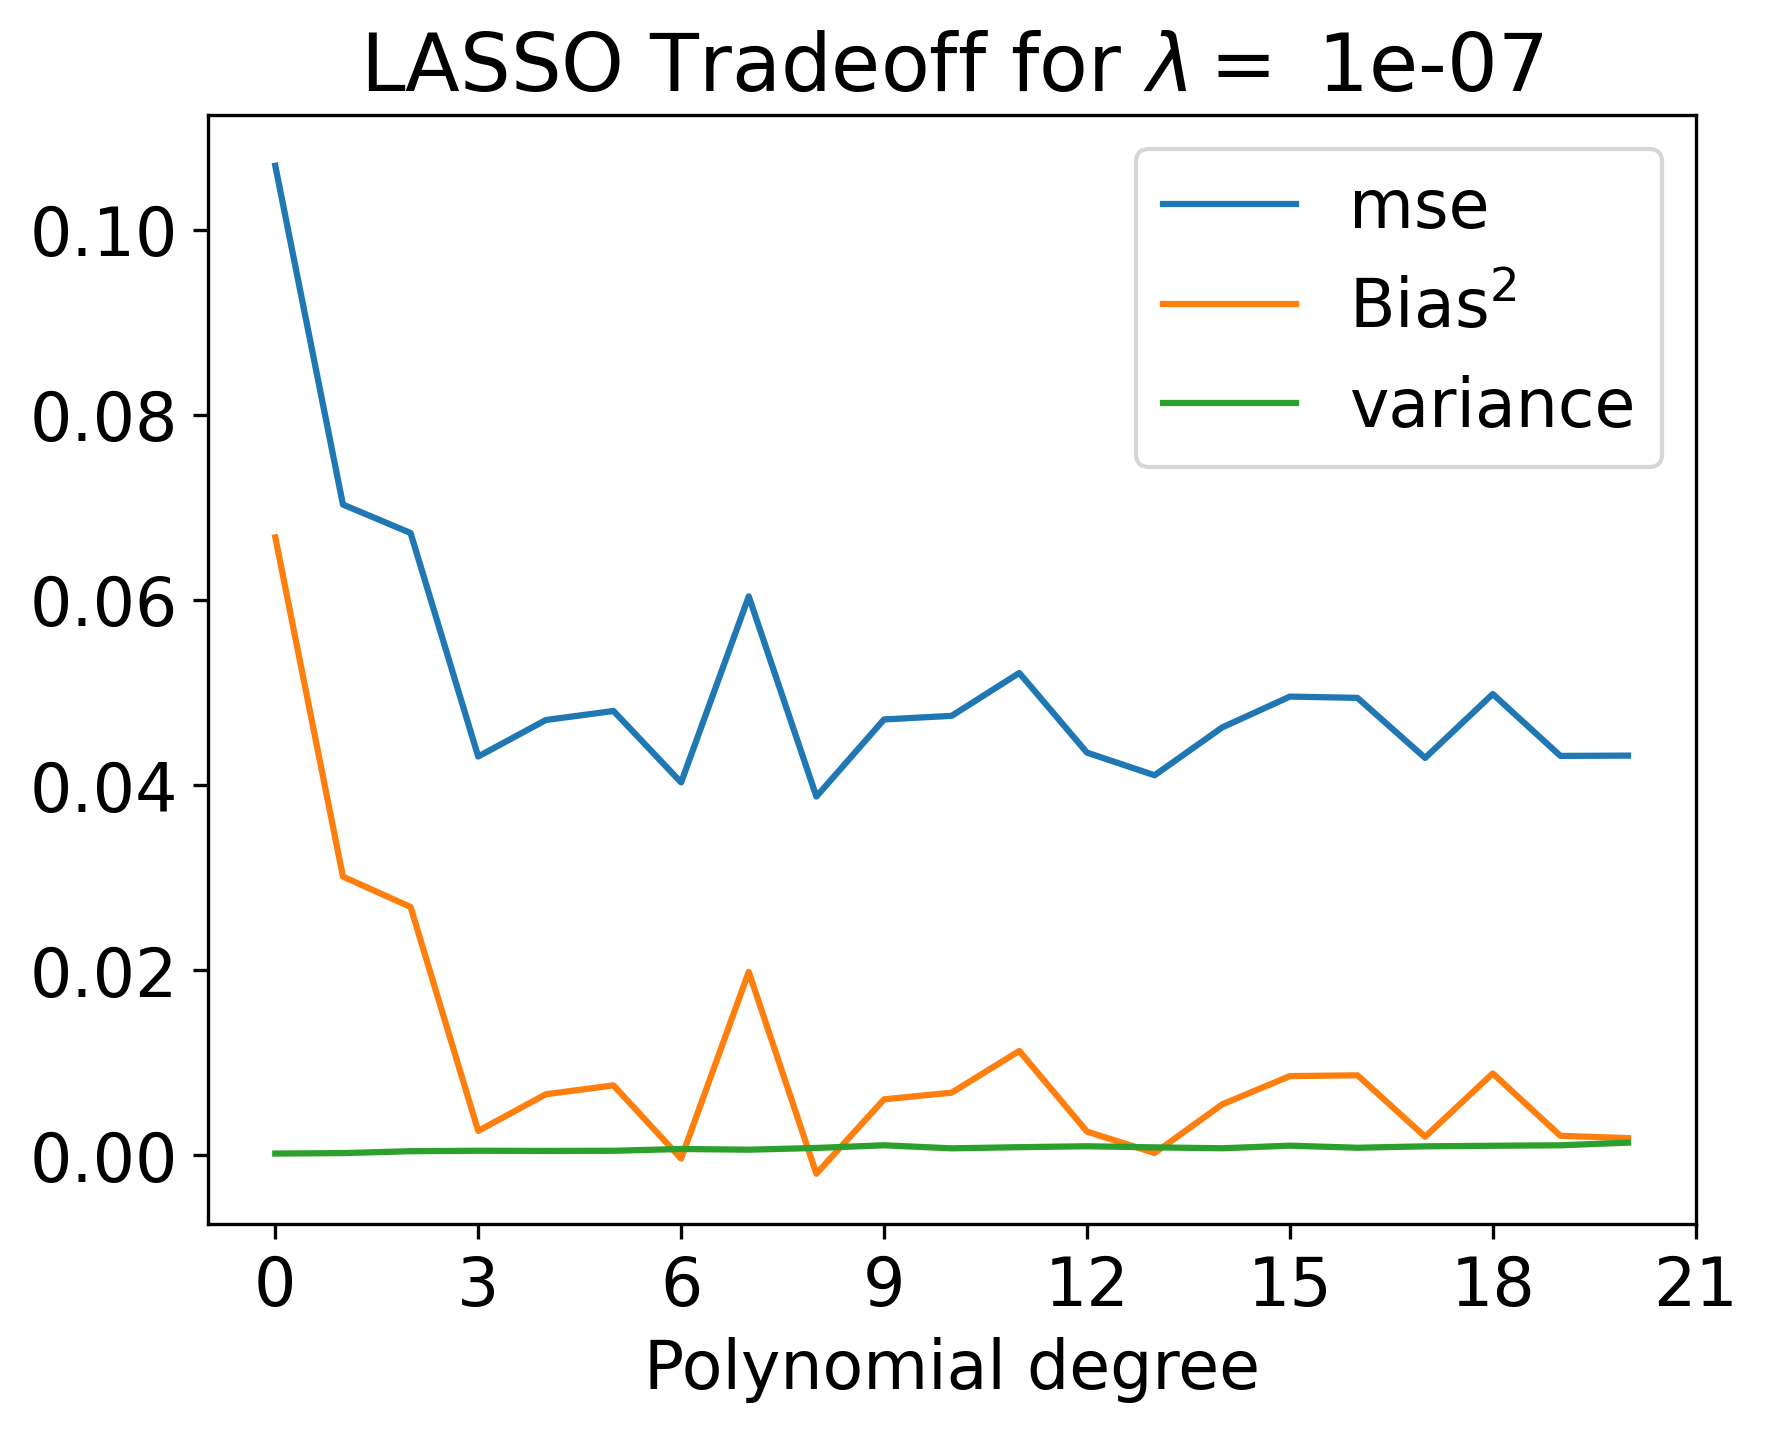 LASSO Tradeoff for λ = 1e-07
mse
Bias²
variance
0.10
0.08
0.06
0.04
0.02
0.00
0 3 6 9 12 15 18 21
Polynomial degree